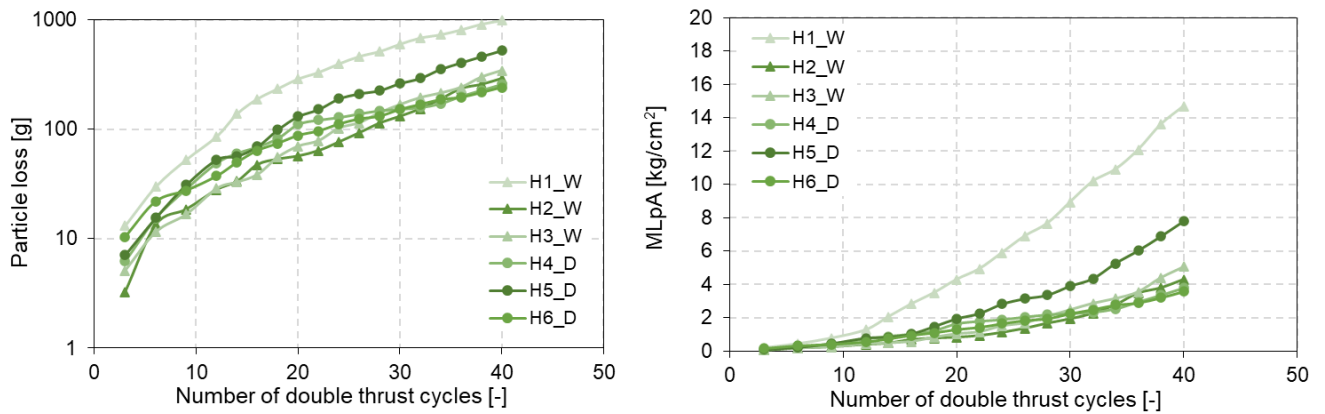 Particle loss [g]
1000
100
10
1
0
10
20
30
40
50
Number of double thrust cycles [-]
H1_W
H2_W
H3_W
H4_D
H5_D
H6_D
MLpA [kg/cm²]
20
18
16
14
12
10
8
6
4
2
0
0
10
20
30
40
50
Number of double thrust cycles [-]
H1_W
H2_W
H3_W
H4_D
H5_D
H6_D